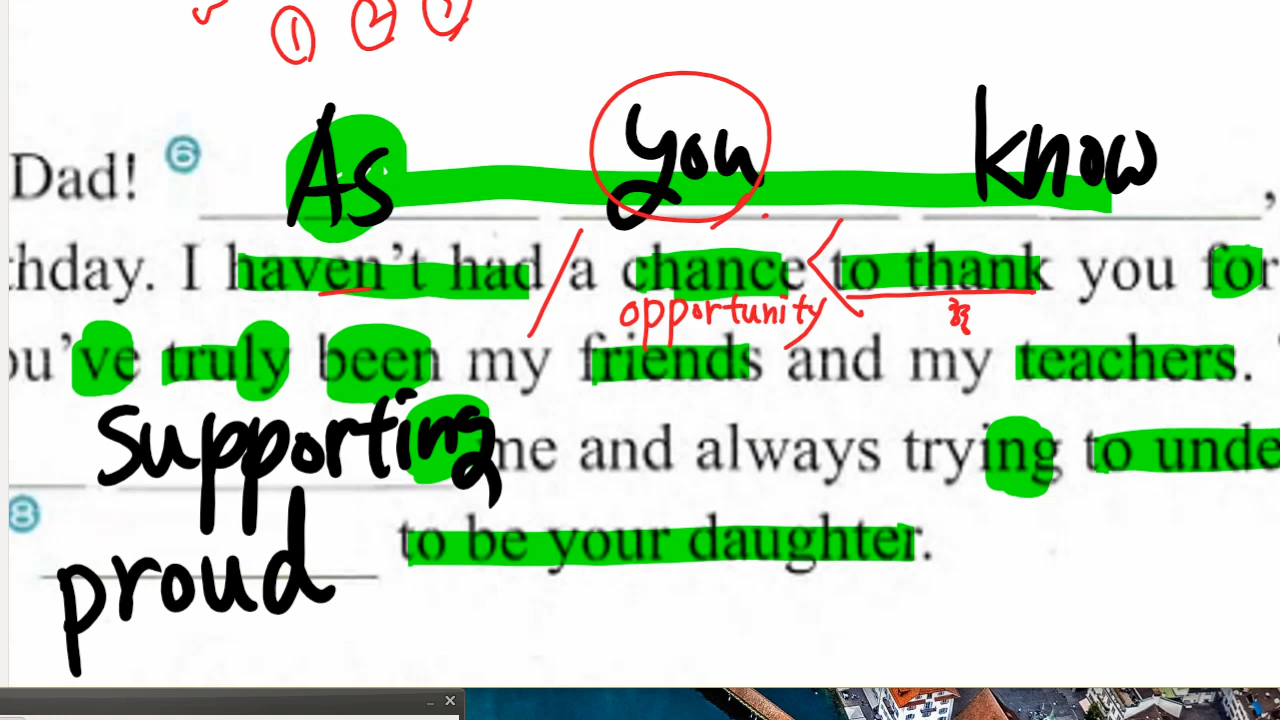 ① ② ③
Dad! ⑥ As you know,
thday. I haven't had a chance to thank you for
opportunity
ou've truly been my friends and my teachers.
supporting me and always trying to unde
⑧ proud to be your daughter.